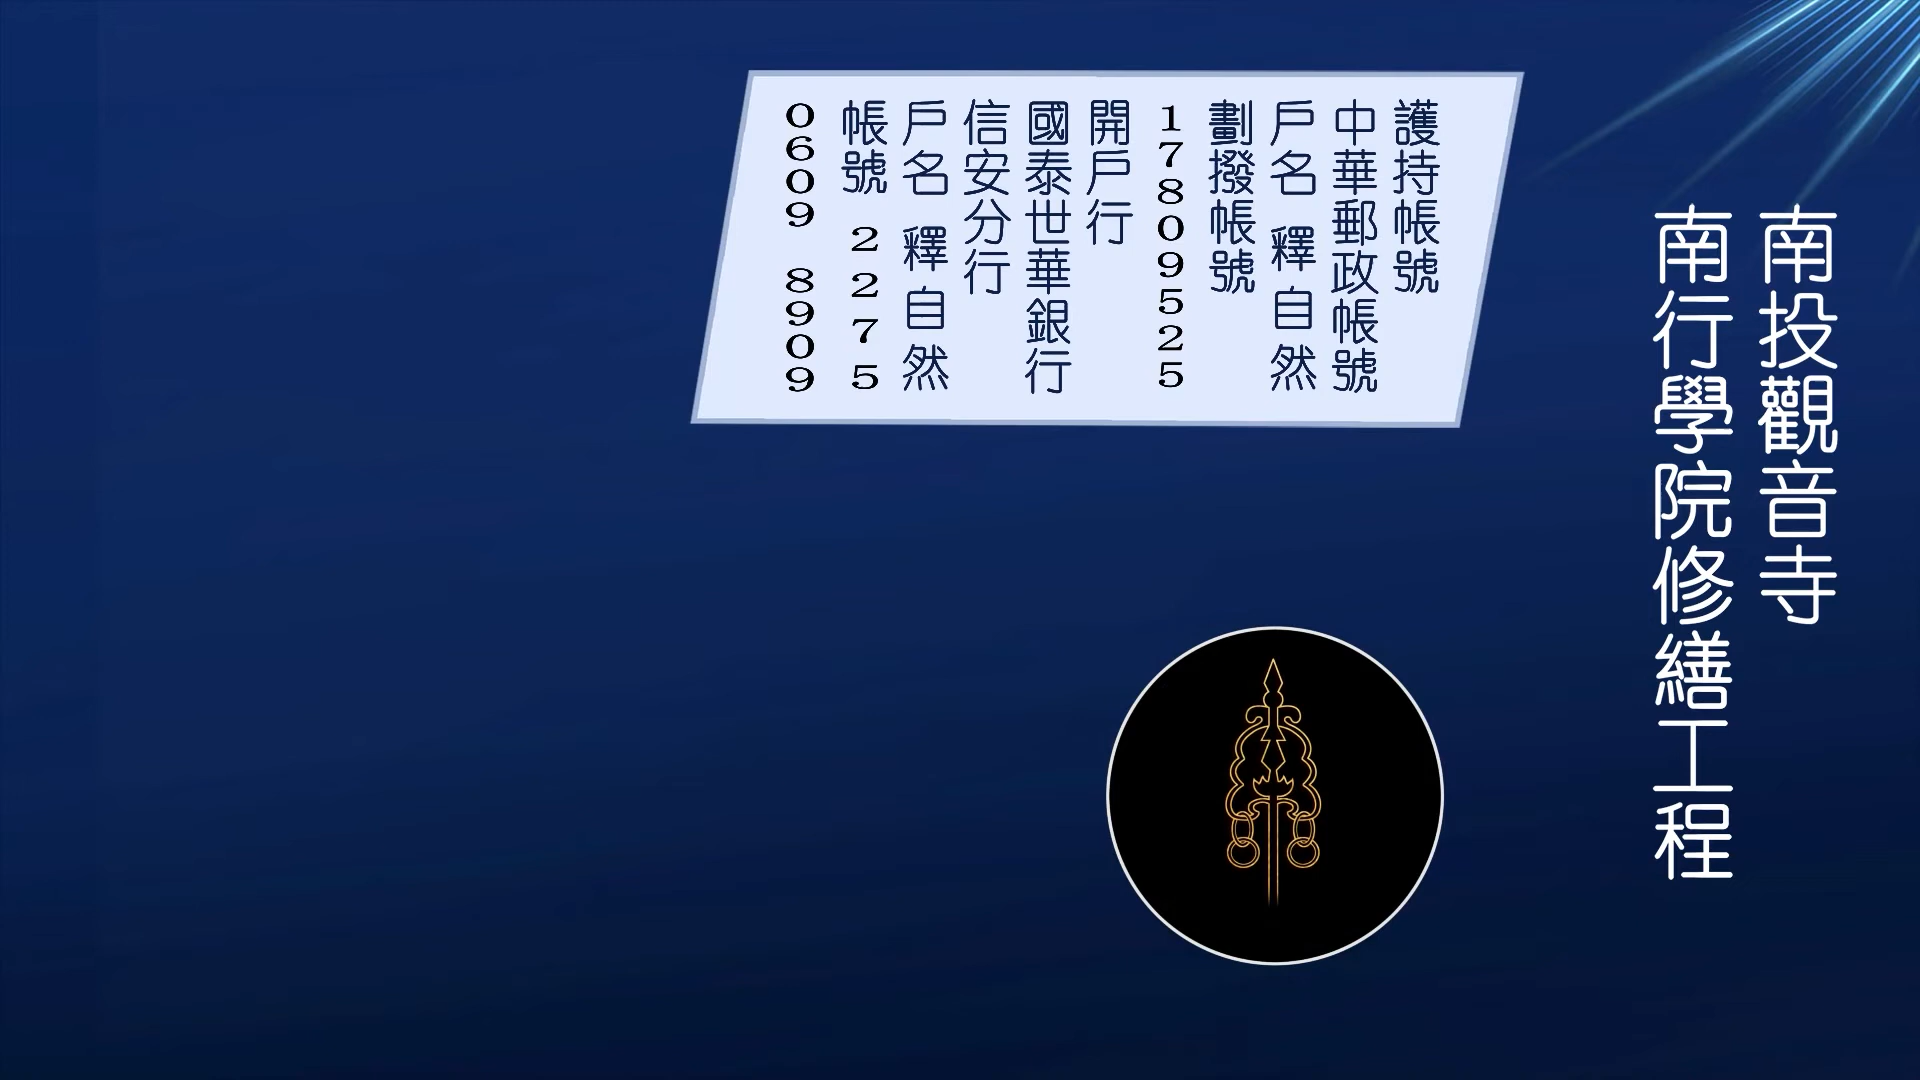 南投觀音寺
南行學院修繕工程
護持帳號
中華郵政帳號
戶名 釋自然
劃撥帳號
17809525
開戶行
國泰世華銀行
信安分行
戶名 釋自然
帳號 2275
0609 8909